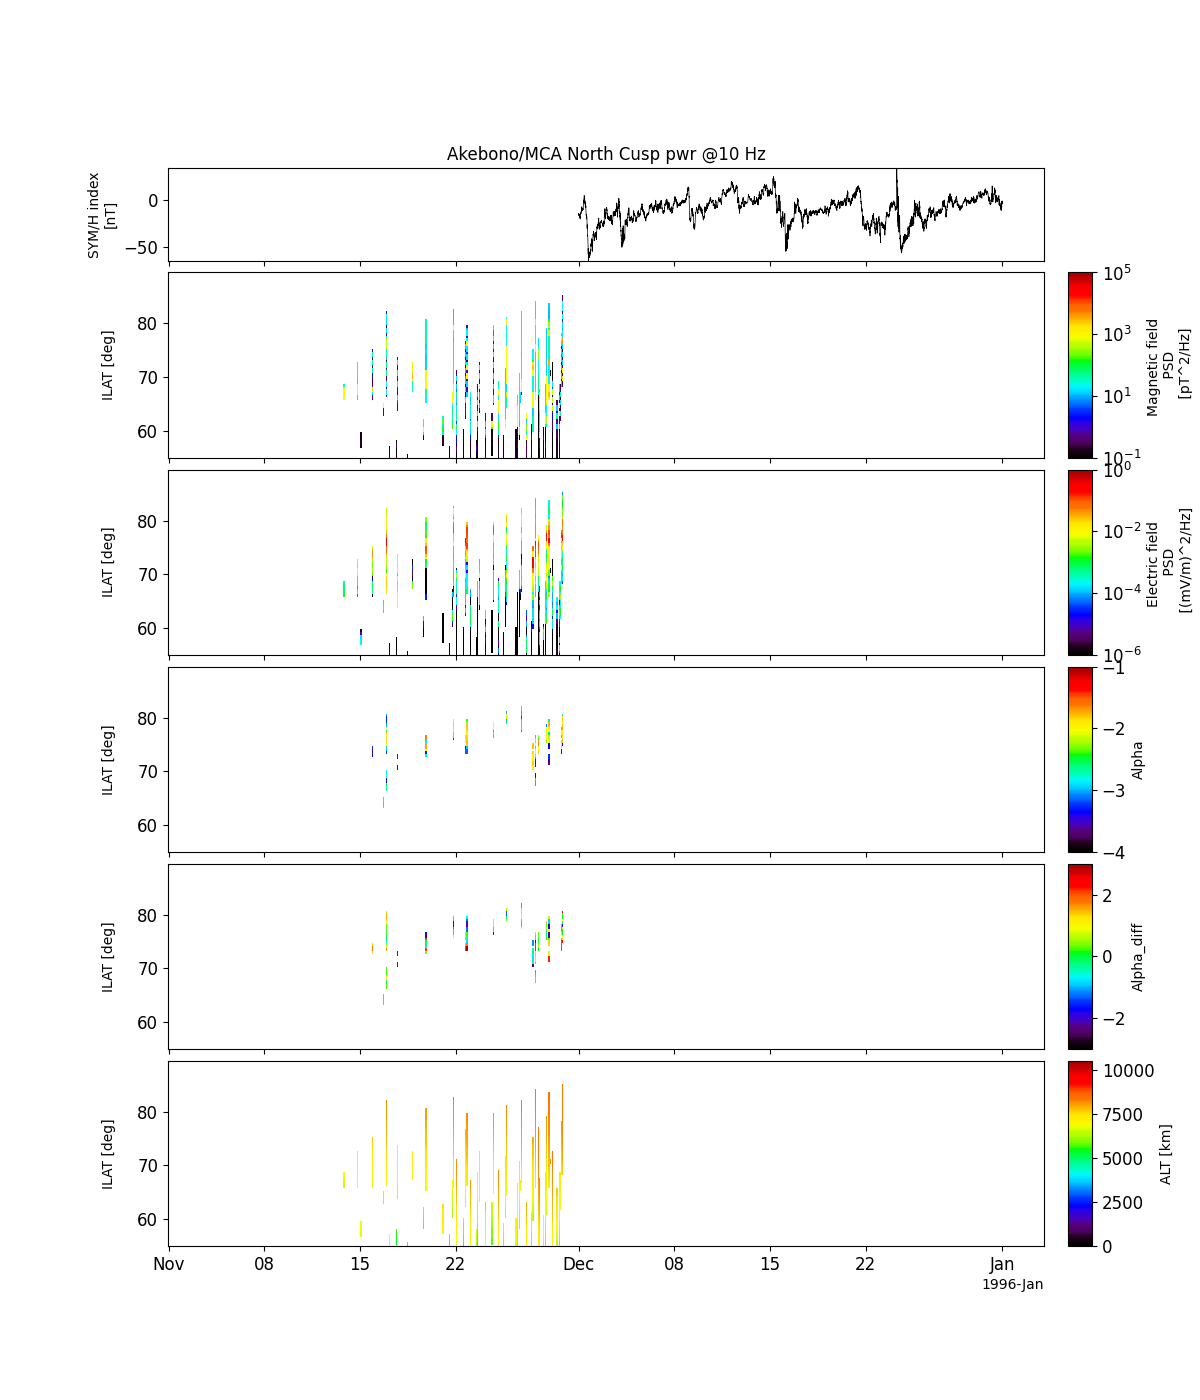 Akebono/MCA North Cusp pwr @10 Hz
SYM/H index
[nT]
0
−50
ILAT [deg]
80
70
60
10^5
10^3
10^1
10^−1
Magnetic field
PSD
[pT^2/Hz]
ILAT [deg]
80
70
60
10^0
10^−2
10^−4
10^−6
Electric field
PSD
[(mV/m)^2/Hz]
ILAT [deg]
80
70
60
−1
−2
−3
−4
Alpha
ILAT [deg]
80
70
60
2
0
−2
Alpha_diff
ILAT [deg]
80
70
60
10000
7500
5000
2500
0
ALT [km]
Nov 08 15 22 Dec 08 15 22 Jan
1996-Jan